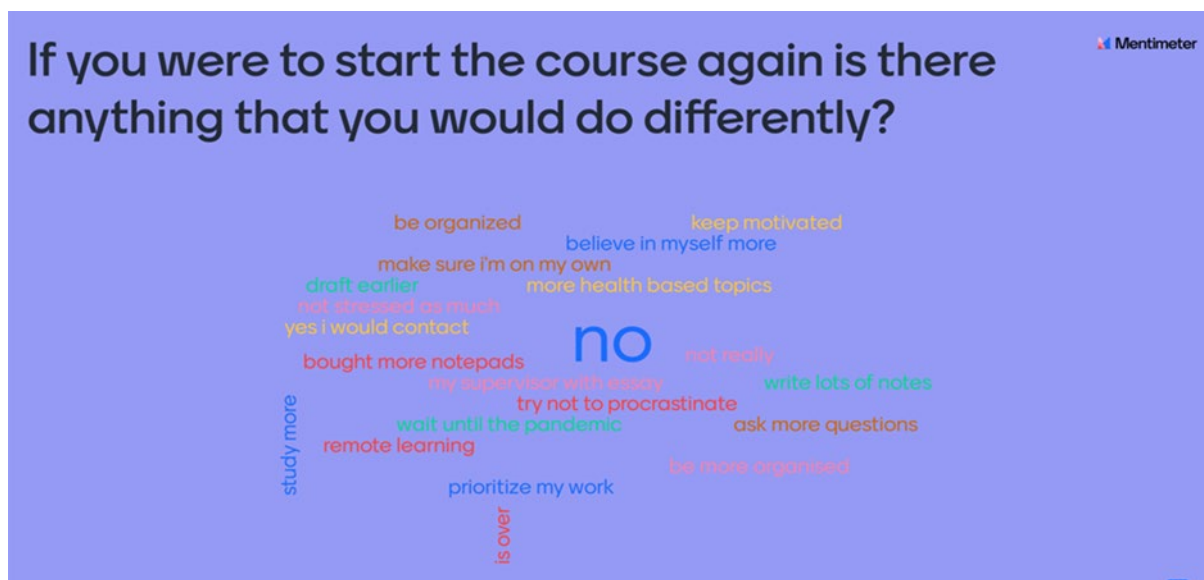 If you were to start the course again is there
anything that you would do differently?
Mentimeter
be organized
keep motivated
believe in myself more
make sure i'm on my own
draft earlier
more health based topics
not stressed as much
yes i would contact
no
not really
bought more notepads
my supervisor with essay
write lots of notes
try not to procrastinate
wait until the pandemic
ask more questions
study more
remote learning
be more organised
prioritize my work
is over